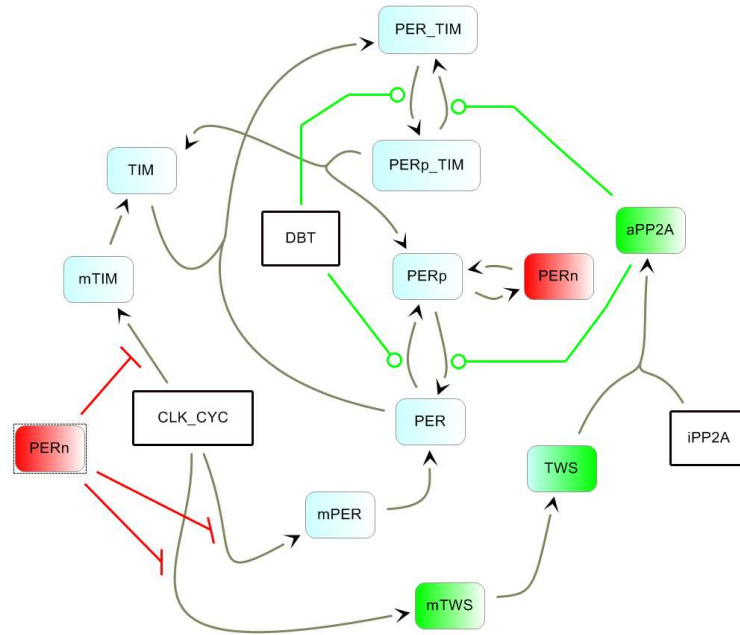 PER_TIM
PERp_TIM
TIM
aPP2A
DBT
PERp
PERn
mTIM
CLK_CYC
PER
PERn
iPP2A
TWS
mPER
mTWS